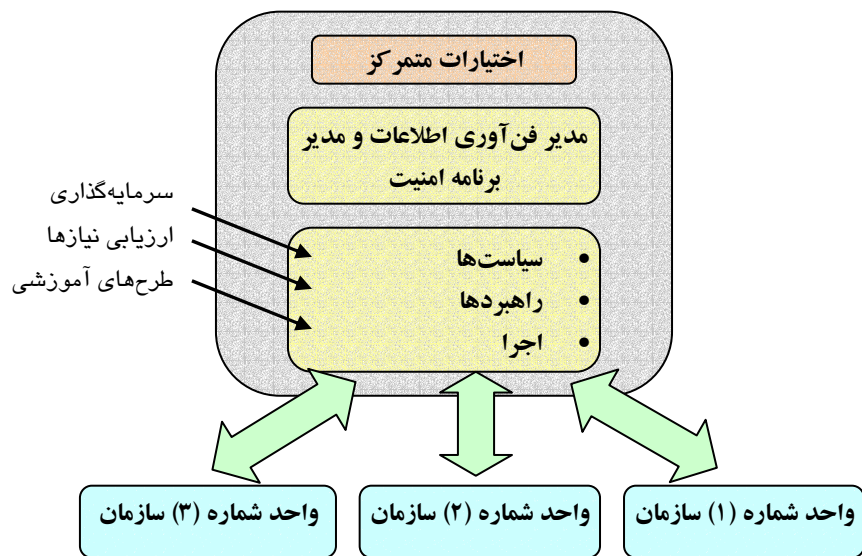 اختیارات متمرکز
مدیر فن‌آوری اطلاعات و مدیر
برنامه امنیت
سرمایه‌گذاری
ارزیابی نیازها
طرح‌های آموزشی
• سیاست‌ها
• راهبردها
• اجرا
واحد شماره (۱) سازمان
واحد شماره (۲) سازمان
واحد شماره (۳) سازمان